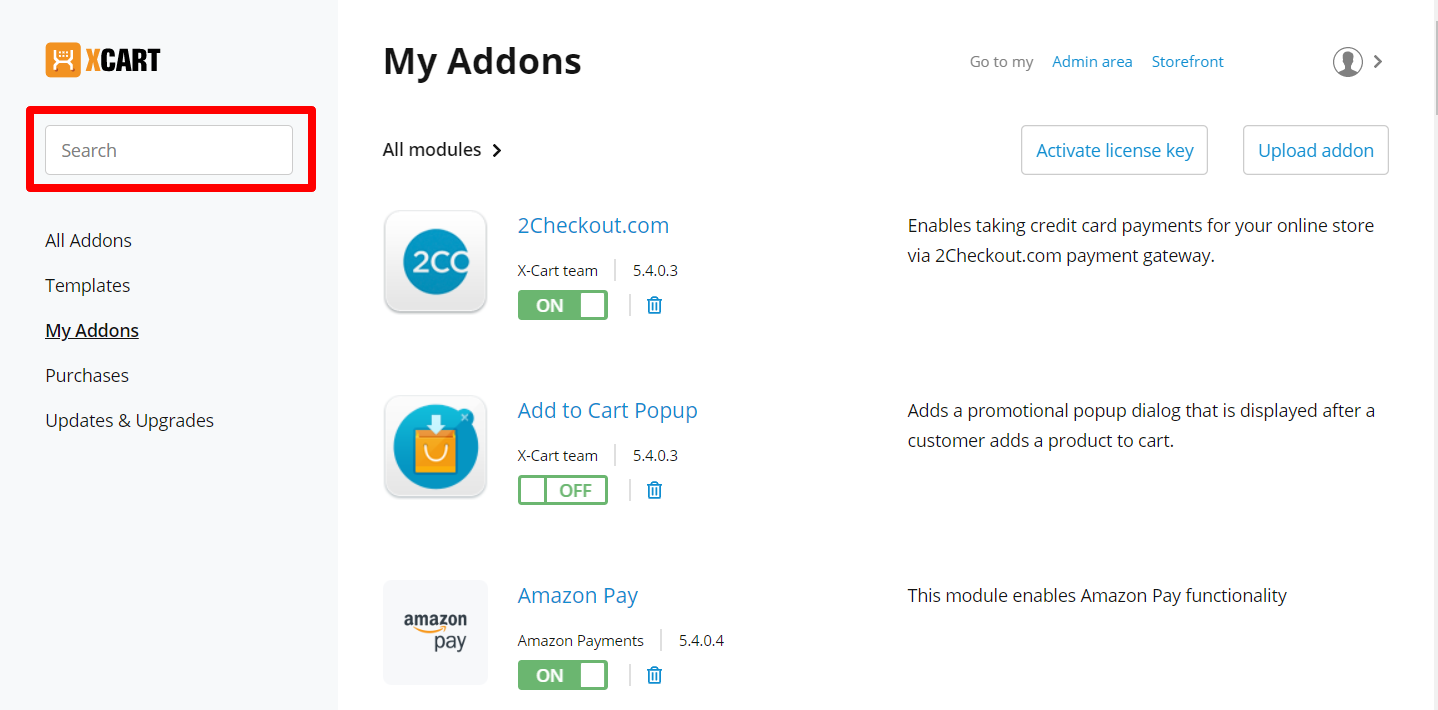 XCART
My Addons
Go to my Admin area Storefront
Search
All modules
Activate license key
Upload addon
All Addons
Templates
My Addons
Purchases
Updates & Upgrades
2CO
2Checkout.com
X-Cart team 5.4.0.3
ON
Enables taking credit card payments for your online store
via 2Checkout.com payment gateway.
Add to Cart Popup
X-Cart team 5.4.0.3
OFF
Adds a promotional popup dialog that is displayed after a
customer adds a product to cart.
amazon
pay
Amazon Pay
Amazon Payments 5.4.0.4
ON
This module enables Amazon Pay functionality